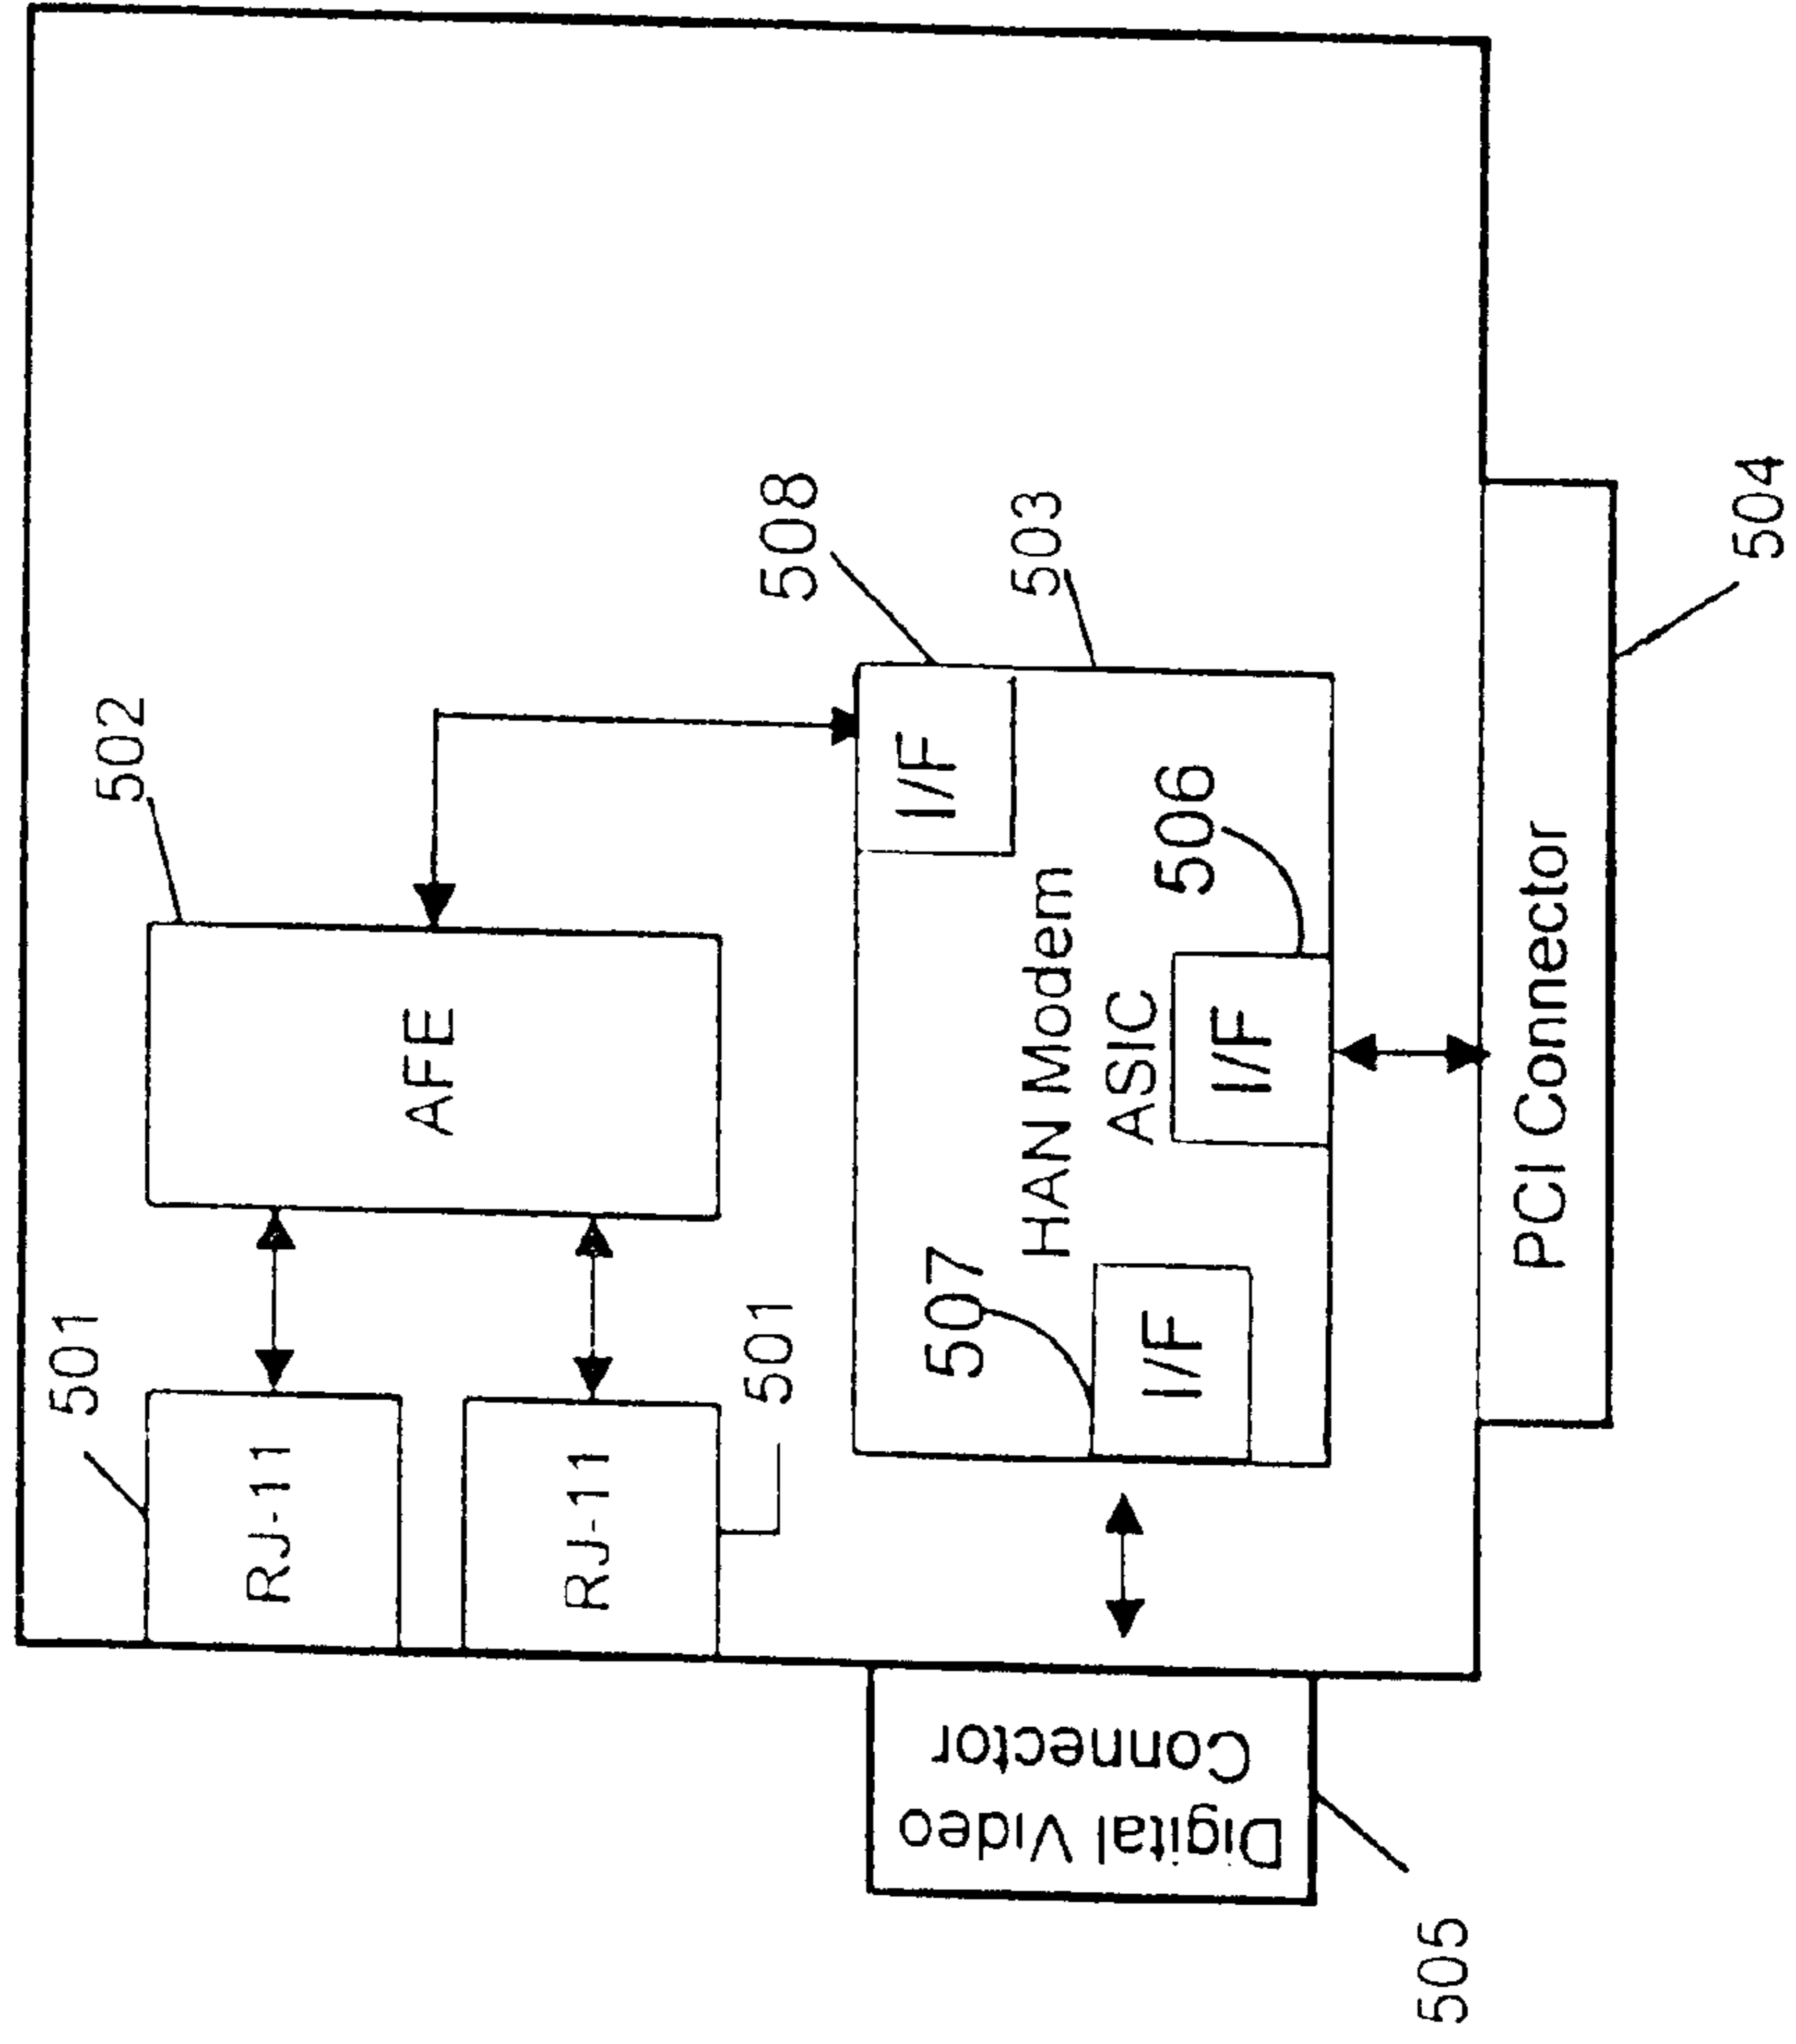 501
502
RJ-11
AFE
RJ-11
501
508
503
I/F
507
HAN Modem
ASIC
506
I/F
I/F
Digital Video
Connector
PCI Connector
505
504